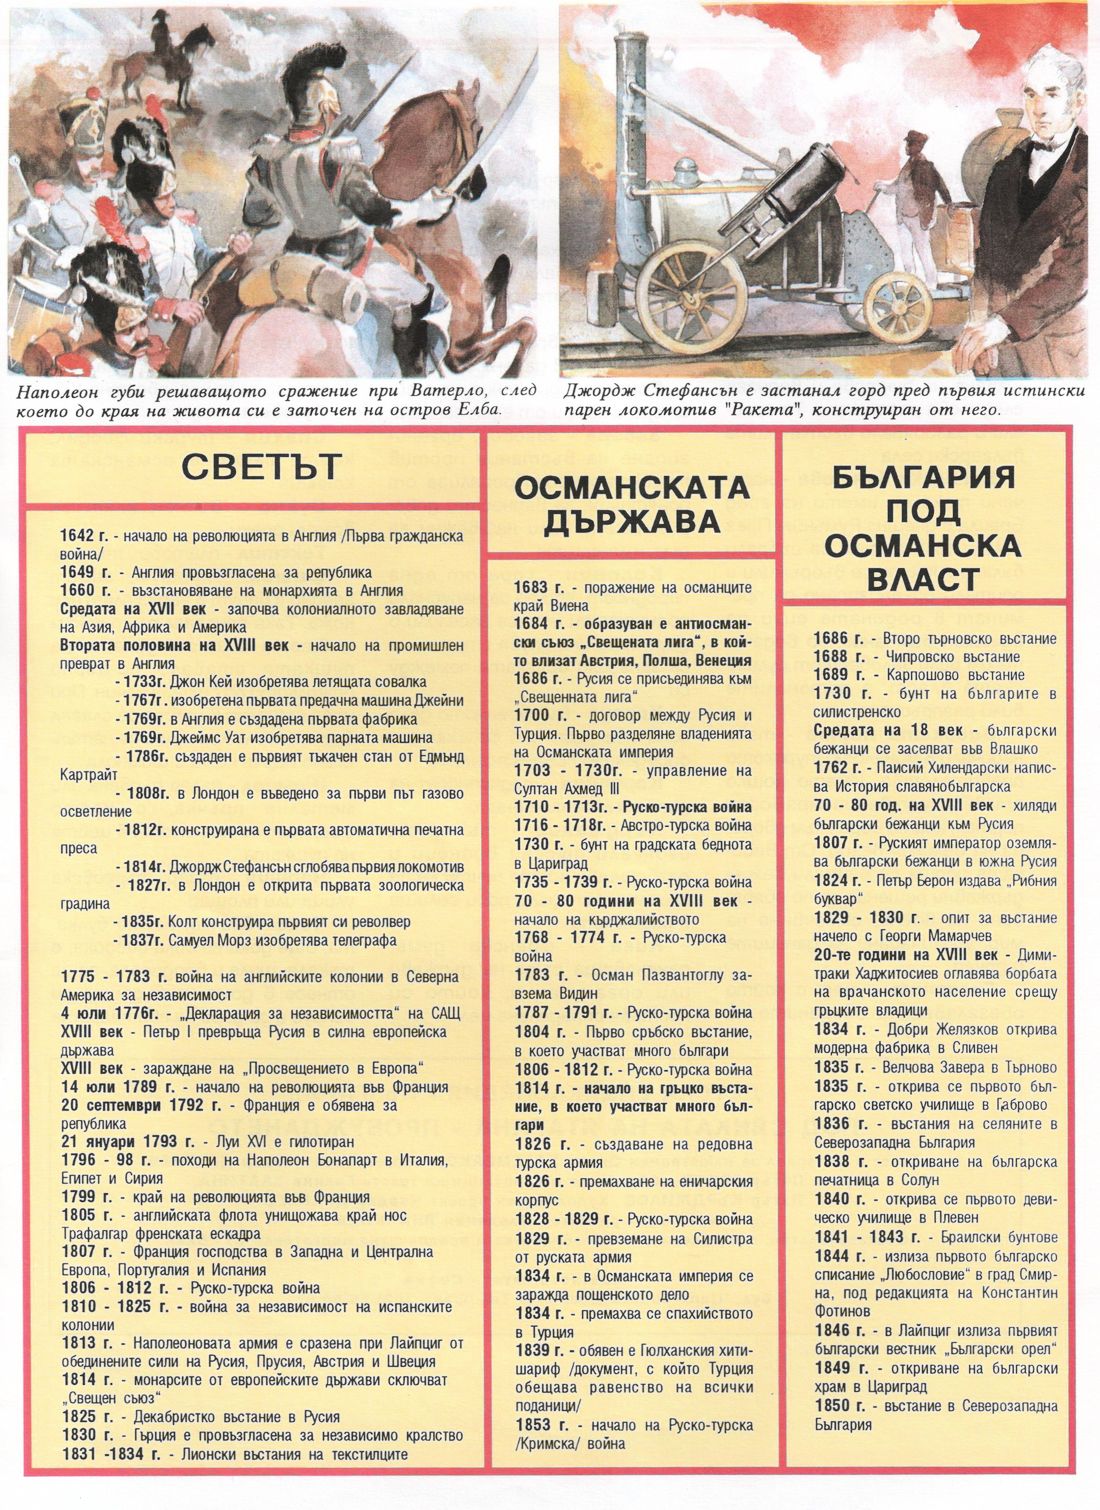 Наполеон губи решаващото сражение при Ватерло, след
което до края на живота си е заточен на остров Елба.
Джордж Стефансън е застанал горд пред първия истински
парен локомотив "Ракета", конструиран от него.
СВЕТЪТ
1642 г. - начало на революцията в Англия /Първа гражданска
война/
1649 г. - Англия провъзгласена за република
1660 г. - възстановяване на монархията в Англия
Средата на XVII век - започва колониалното завладяване
на Азия, Африка и Америка
Втората половина на XVIII век - начало на промишлен
преврат в Англия
- 1733г. Джон Кей изобретява летящата совалка
- 1767г. изобретена първата предачна машина Джейни
- 1769г. в Англия е създадена първата фабрика
- 1769г. Джеймс Уат изобретява парната машина
- 1786г. създаден е първият тъкачен стан от Едмънд
Картрайт
- 1808г. в Лондон е въведено за първи път газово
осветление
- 1812г. конструирана е първата автоматична печатна
преса
- 1814г. Джордж Стефансън сглобява първия локомотив
- 1827г. в Лондон е открита първата зоологическа
градина
- 1835г. Колт конструира първият си револвер
- 1837г. Самуел Морз изобретява телеграфа
1775 - 1783 г. война на английските колонии в Северна
Америка за независимост
4 юли 1776г. - „Декларация за независимостта“ на САЩ
XVIII век - Петър I превръща Русия в силна европейска
държава
XVIII век - зараждане на „Просвещението в Европа“
14 юли 1789 г. - начало на революцията във Франция
20 септември 1792 г. - Франция е обявена за
република
21 януари 1793 г. - Луи XVI е гилотиран
1796 - 98 г. - походи на Наполеон Бонапарт в Италия,
Египет и Сирия
1799 г. - край на революцията във Франция
1805 г. - английската флота унищожава край нос
Трафалгар френската ескадра
1807 г. - Франция господства в Западна и Централна
Европа, Португалия и Испания
1806 - 1812 г. - Руско-турска война
1810 - 1825 г. - война за независимост на испанските
колонии
1813 г. - Наполеоновата армия е сразена при Лайпциг от
обединените сили на Русия, Прусия, Австрия и Швеция
1814 г. - монарсите от европейските държави сключват
„Свещен съюз“
1825 г. - Декабристко въстание в Русия
1830 г. - Гърция е провъзгласена за независимо кралство
1831 -1834 г. - Лионски въстания на текстилците
ОСМАНСКАТА
ДЪРЖАВА
1683 г. - поражение на османците
край Виена
1684 г. - образуван е антиосман-
ски съюз „Свещената лига“, в кой-
то влизат Австрия, Полша, Венеция
1686 г. - Русия се присъединява към
„Свещенната лига“
1700 г. - договор между Русия и
Турция. Първо разделяне владенията
на Османската империя
1703 - 1730г. - управление на
Султан Ахмед III
1710 - 1713г. - Руско-турска война
1716 - 1718г. - Австро-турска война
1730 г. - бунт на градската беднота
в Цариград
1735 - 1739 г. - Руско-турска война
70 - 80 години на XVIII век -
начало на кърджалийството
1768 - 1774 г. - Руско-турска
война
1783 г. - Осман Пазвантоглу за-
взема Видин
1787 - 1791 г. - Руско-турска война
1804 г. - Първо сръбско въстание,
в което участват много българи
1806 - 1812 г. - Руско-турска война
1814 г. - начало на гръцко въста-
ние, в което участват много бъл-
гари
1826 г. - създаване на редовна
турска армия
1826 г. - премахване на еничарския
корпус
1828 - 1829 г. - Руско-турска война
1829 г. - превземане на Силистра
от руската армия
1834 г. - в Османската империя се
заражда пощенското дело
1834 г. - премахва се спахийството
в Турция
1839 г. - обявен е Гюлханския хити-
шариф /документ, с който Турция
обещава равенство на всички
поданици/
1853 г. - начало на Руско-турска
/Кримска/ война
БЪЛГАРИЯ
ПОД
ОСМАНСКА
ВЛАСТ
1686 г. - Второ търновско въстание
1688 г. - Чипровско въстание
1689 г. - Карпошово въстание
1730 г. - бунт на българите в
силистренско
Средата на 18 век - български
бежанци се заселват във Влашко
1762 г. - Паисий Хилендарски напис-
ва История славянобългарска
70 - 80 год. на XVIII век - хиляди
български бежанци към Русия
1807 г. - Руският император оземля-
ва български бежанци в южна Русия
1824 г. - Петър Берон издава „Рибния
буквар“
1829 - 1830 г. - опит за въстание
начело с Георги Мамарчев
20-те години на XVIII век - Дими-
траки Хаджитосиев оглавява борбата
на врачанското население срещу
гръцките владици
1834 г. - Добри Желязков открива
модерна фабрика в Сливен
1835 г. - Велчова Завера в Търново
1835 г. - открива се първото бъл-
гарско светско училище в Габрово
1836 г. - въстания на селяните в
Северозападна България
1838 г. - откриване на българска
печатница в Солун
1840 г. - открива се първото деви-
ческо училище в Плевен
1841 - 1843 г. - Браилски бунтове
1844 г. - излиза първото българско
списание „Любословие“ в град Смир-
на, под редакцията на Константин
Фотинов
1846 г. - в Лайпциг излиза първият
български вестник „Български орел“
1849 г. - откриване на български
храм в Цариград
1850 г. - въстание в Северозападна
България